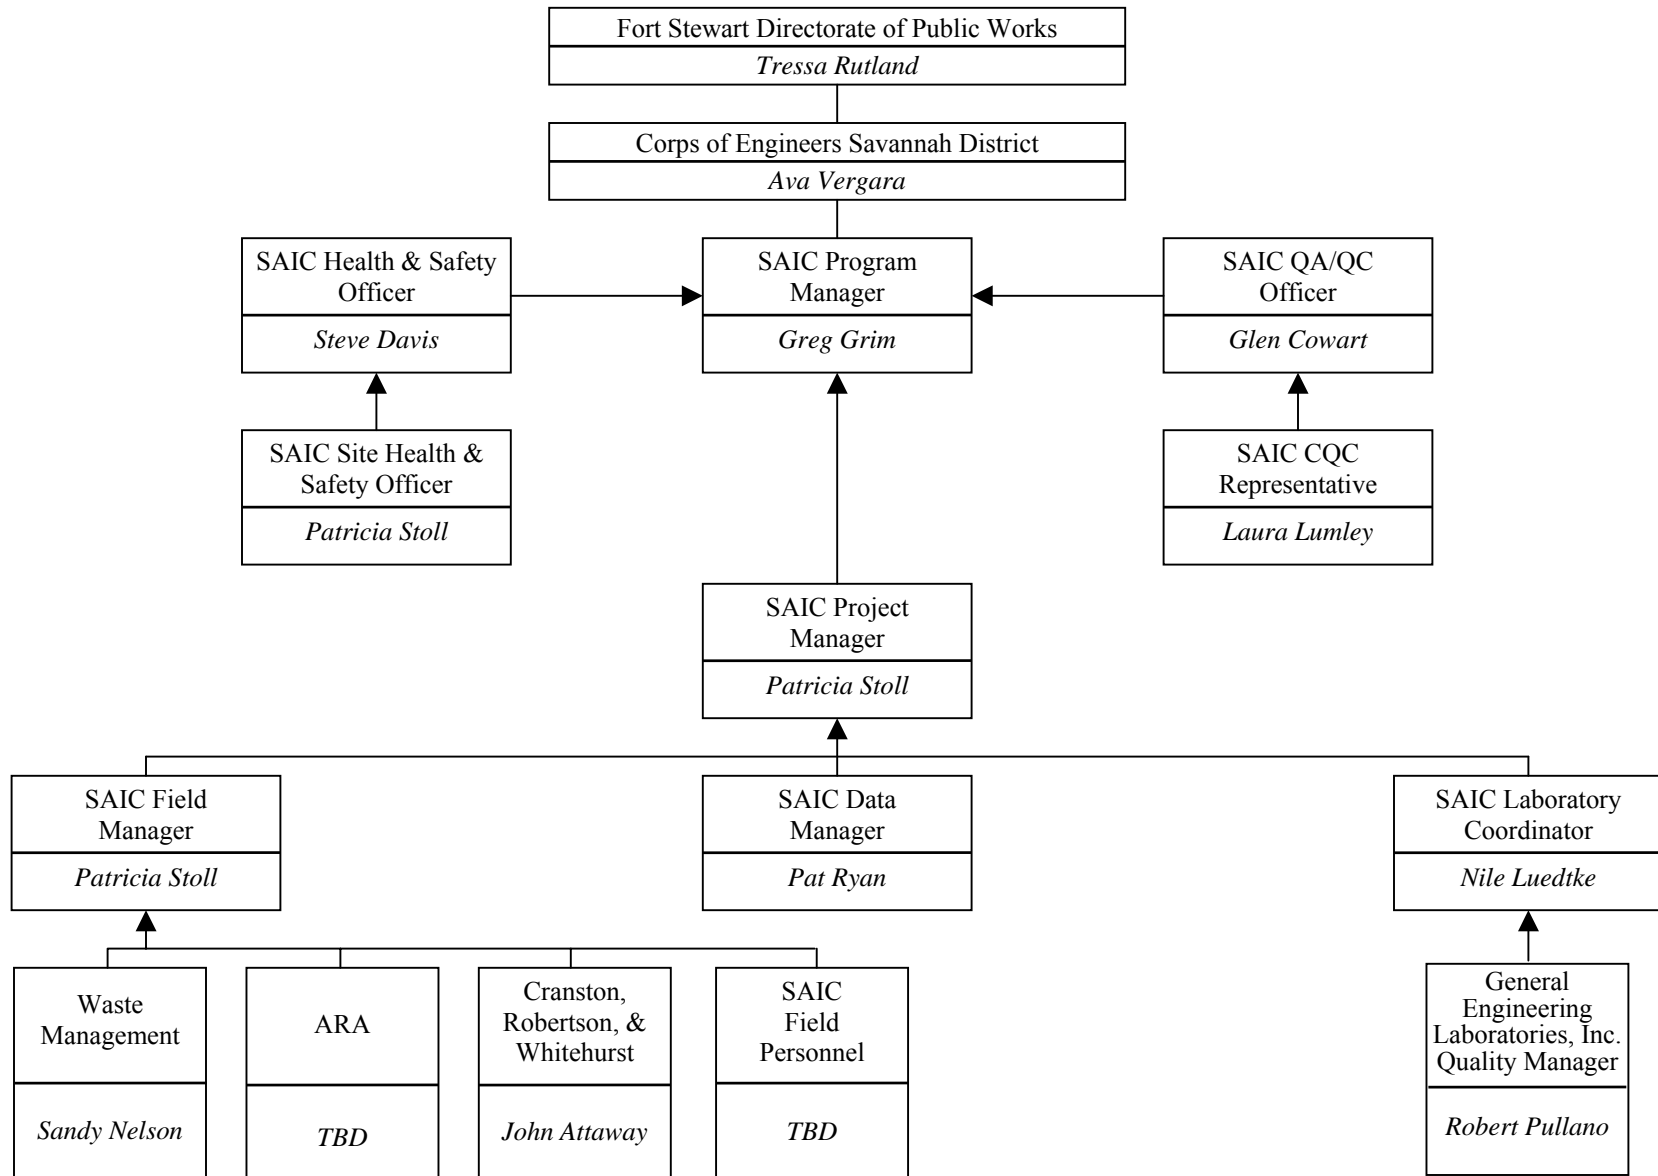 Fort Stewart Directorate of Public Works
Tressa Rutland
Corps of Engineers Savannah District
Ava Vergara
SAIC Health & Safety
Officer
Steve Davis
SAIC Program
Manager
Greg Grim
SAIC QA/QC
Officer
Glen Cowart
SAIC Site Health &
Safety Officer
Patricia Stoll
SAIC CQC
Representative
Laura Lumley
SAIC Project
Manager
Patricia Stoll
SAIC Field
Manager
Patricia Stoll
SAIC Data
Manager
Pat Ryan
SAIC Laboratory
Coordinator
Nile Luedtke
Waste
Management
Sandy Nelson
ARA
TBD
Cranston,
Robertson, &
Whitehurst
John Attaway
SAIC
Field
Personnel
TBD
General
Engineering
Laboratories, Inc.
Quality Manager
Robert Pullano